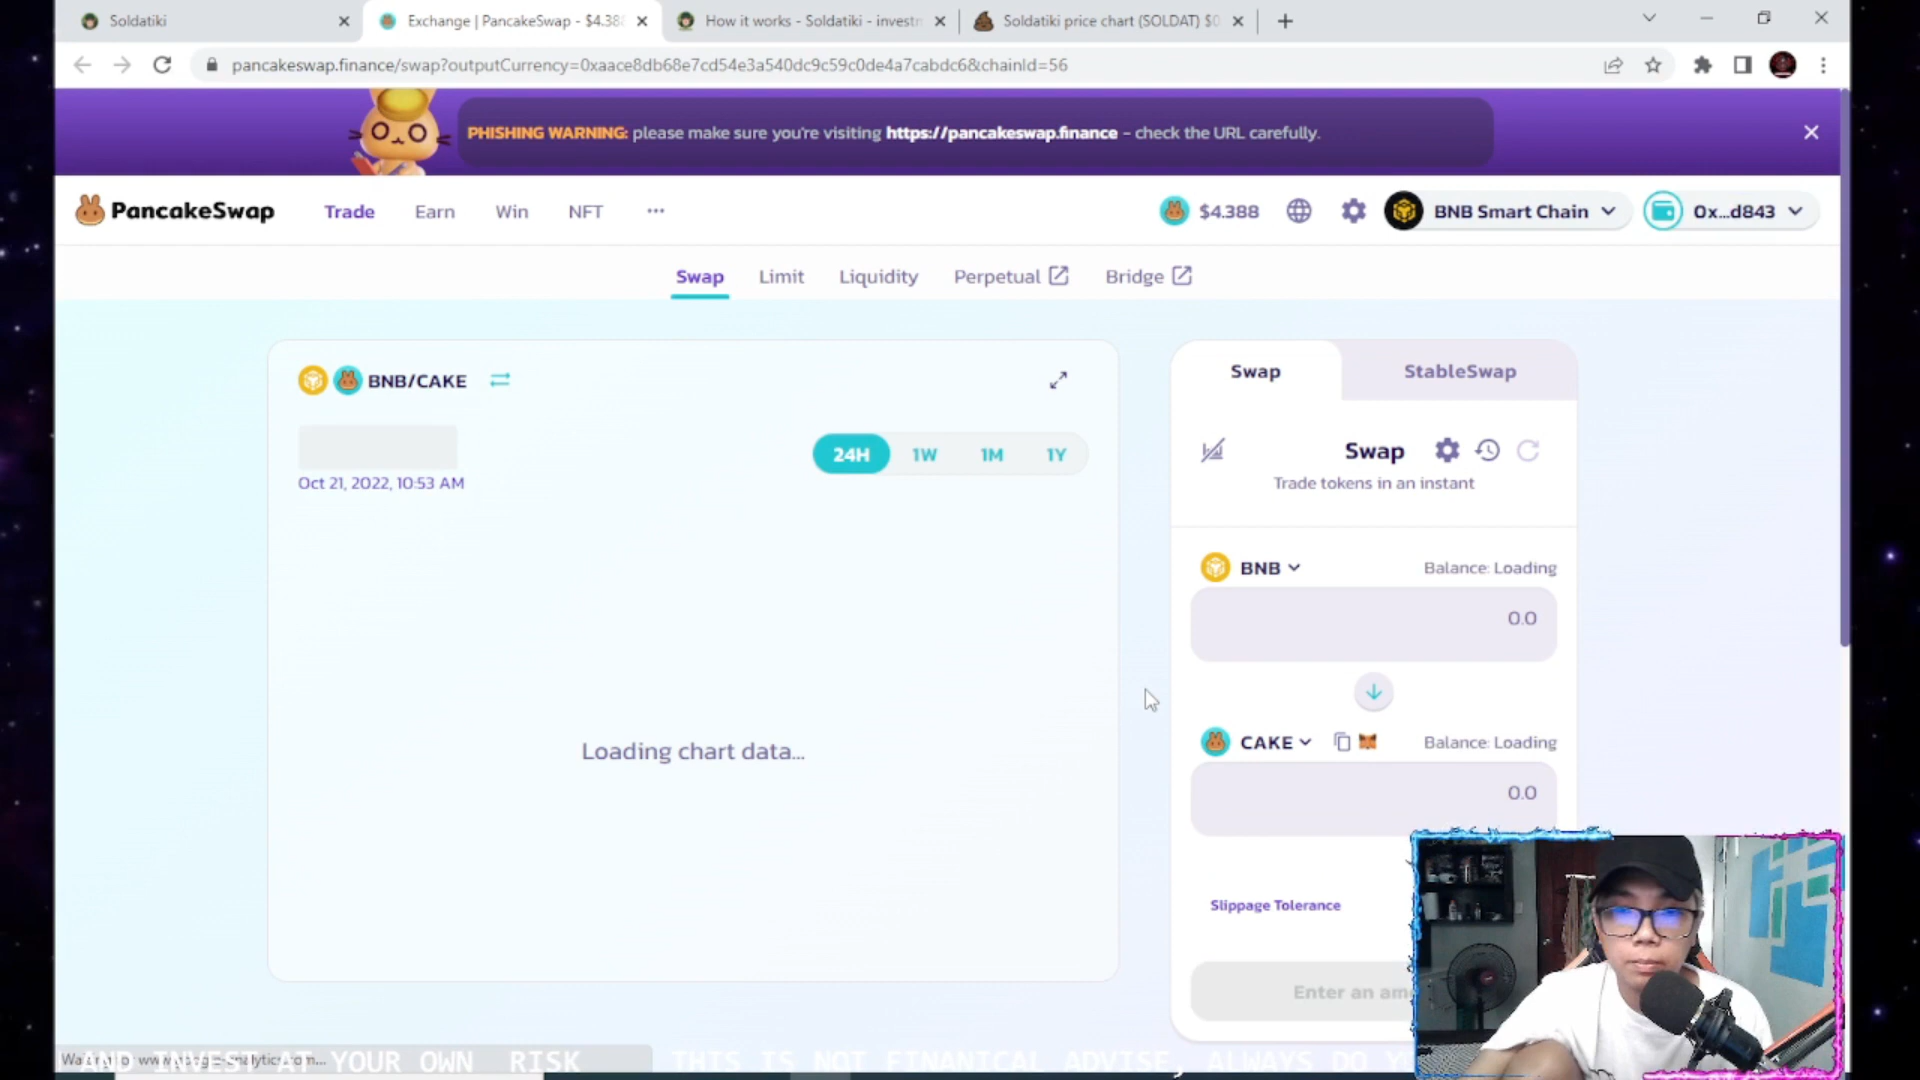 Soldatiki
Exchange | PancakeSwap - $4.388
How it works - Soldatiki - investm
Soldatiki price chart (SOLDAT) $0
pancakeswap.finance/swap?outputCurrency=0xaace8db68e7cd54e3a540dc9c59c0de4a7cabdc6&chainId=56
PHISHING WARNING: please make sure you're visiting https://pancakeswap.finance - check the URL carefully.
PancakeSwap
Trade
Earn
Win
NFT
$4.388
BNB Smart Chain
0x...d843
Swap
Limit
Liquidity
Perpetual
Bridge
BNB/CAKE
24H
1W
1M
1Y
Oct 21, 2022, 10:53 AM
Loading chart data...
Swap
StableSwap
Swap
Trade tokens in an instant
BNB
Balance: Loading
0.0
CAKE
Balance: Loading
0.0
Slippage Tolerance
Enter an am
AND INVEST AT YOUR OWN RISK THIS IS NOT FINANICAL ADVISE, ALWAYS DO Y